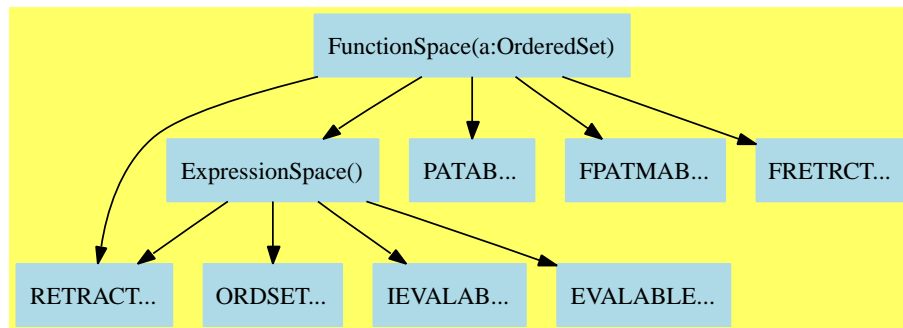 FunctionSpace(a:OrderedSet)
ExpressionSpace()
PATAB...
FPATMAB...
FRETRCT...
RETRACT...
ORDSET...
IEVALAB...
EVALABLE...